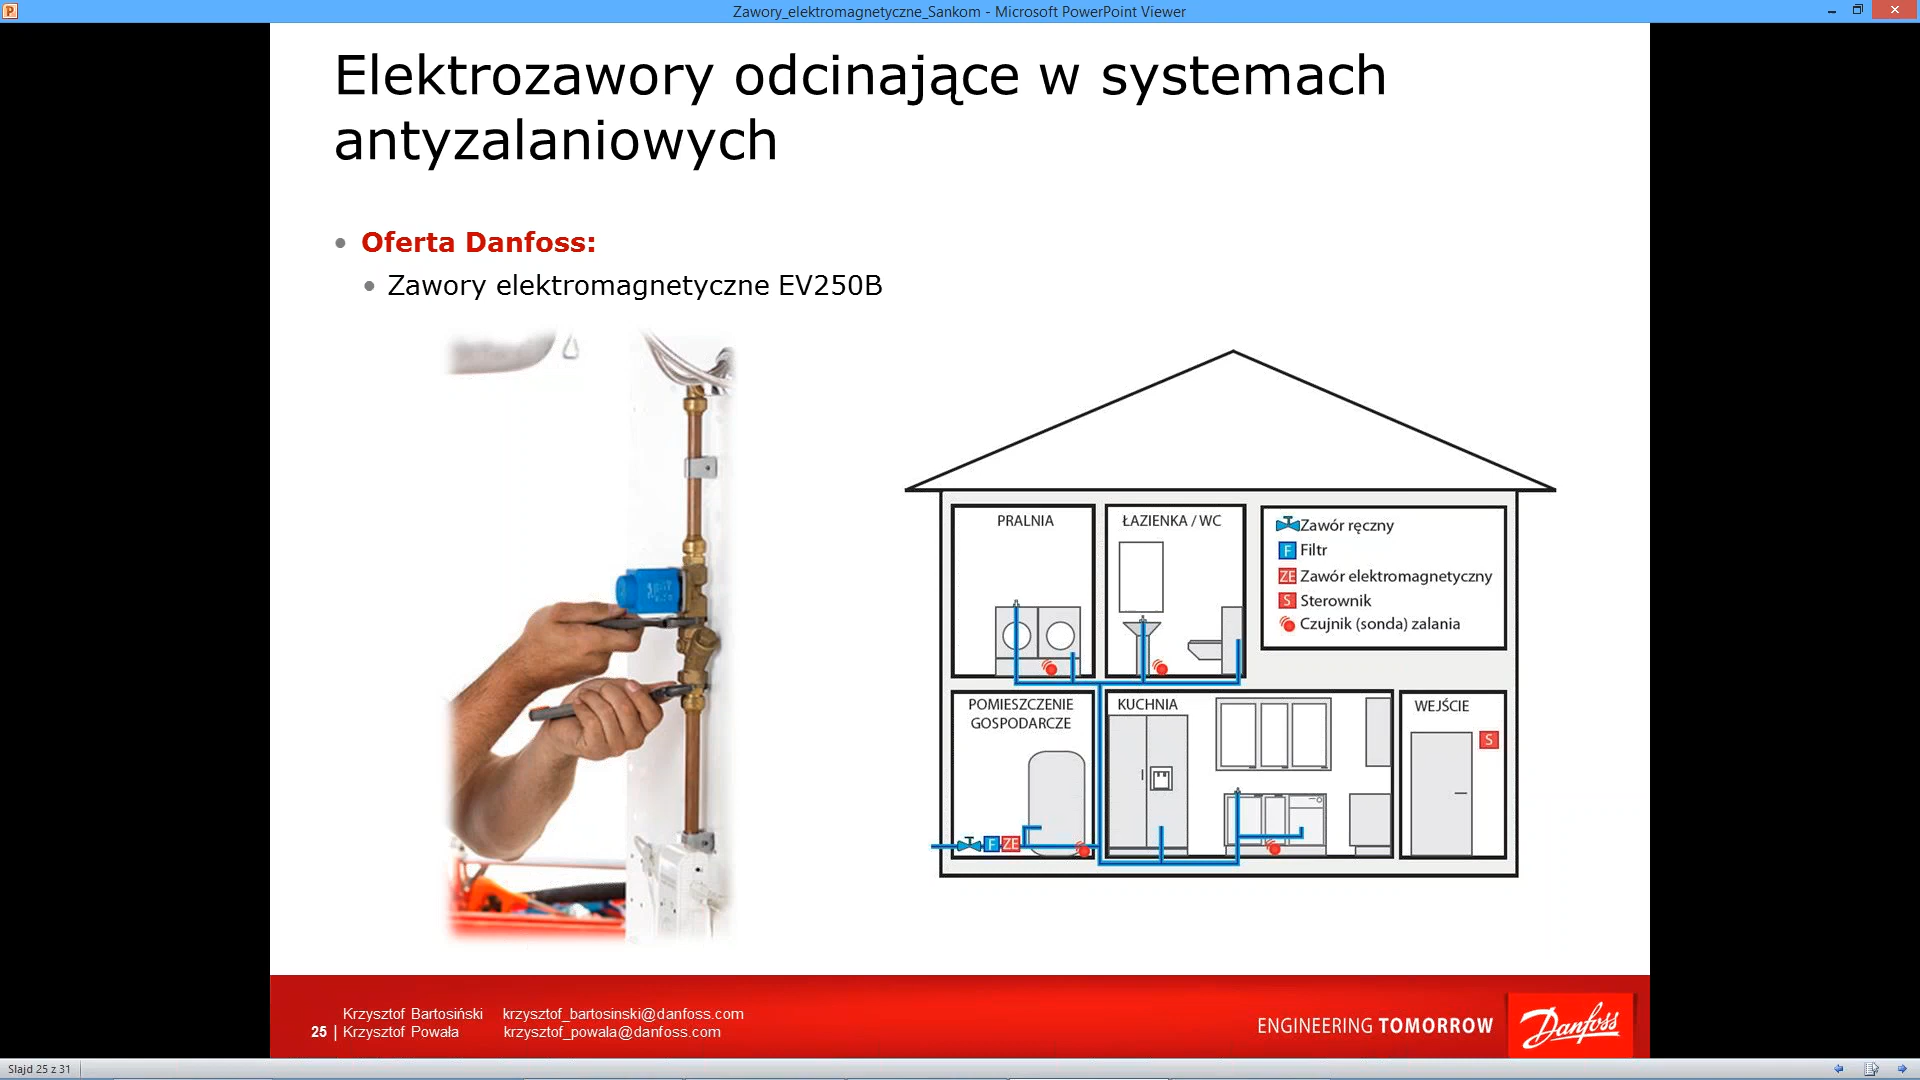 Zawory_elektromagnetyczne_Sankom - Microsoft PowerPoint Viewer
Elektrozawory odcinające w systemach
antyzalaniowych
Oferta Danfoss:
Zawory elektromagnetyczne EV250B
PRALNIA
ŁAZIENKA / WC
Zawór ręczny
F Filtr
ZE Zawór elektromagnetyczny
S Sterownik
Czujnik (sonda) zalania
POMIESZCZENIE
GOSPODARCZE
KUCHNIA
WEJŚCIE
S
F ZE
Krzysztof Bartosiński krzysztof_bartosinski@danfoss.com
25 | Krzysztof Powała krzysztof_powala@danfoss.com
ENGINEERING TOMORROW
Danfoss
Slajd 25 z 31